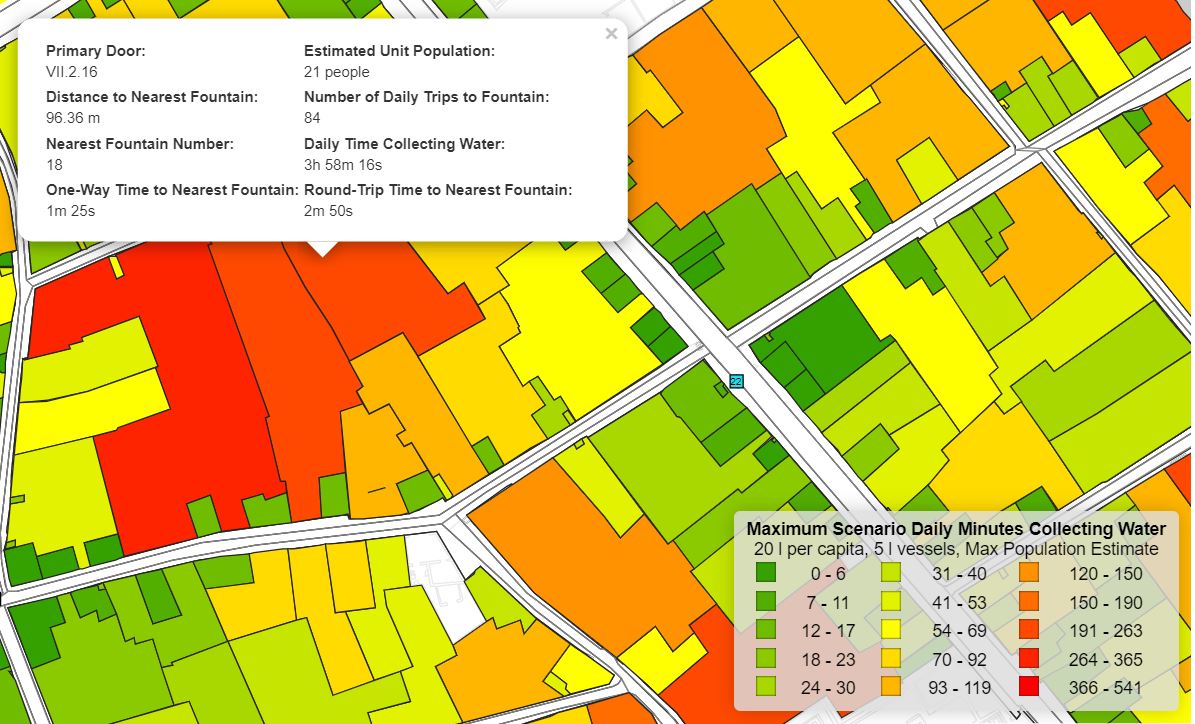 ×
Primary Door:
VII.2.16
Estimated Unit Population:
21 people
Distance to Nearest Fountain:
96.36 m
Number of Daily Trips to Fountain:
84
Nearest Fountain Number:
18
Daily Time Collecting Water:
3h 58m 16s
One-Way Time to Nearest Fountain:
1m 25s
Round-Trip Time to Nearest Fountain:
2m 50s
22
Maximum Scenario Daily Minutes Collecting Water
20 l per capita, 5 l vessels, Max Population Estimate
0 - 6 31 - 40 120 - 150
7 - 11 41 - 53 150 - 190
12 - 17 54 - 69 191 - 263
18 - 23 70 - 92 264 - 365
24 - 30 93 - 119 366 - 541